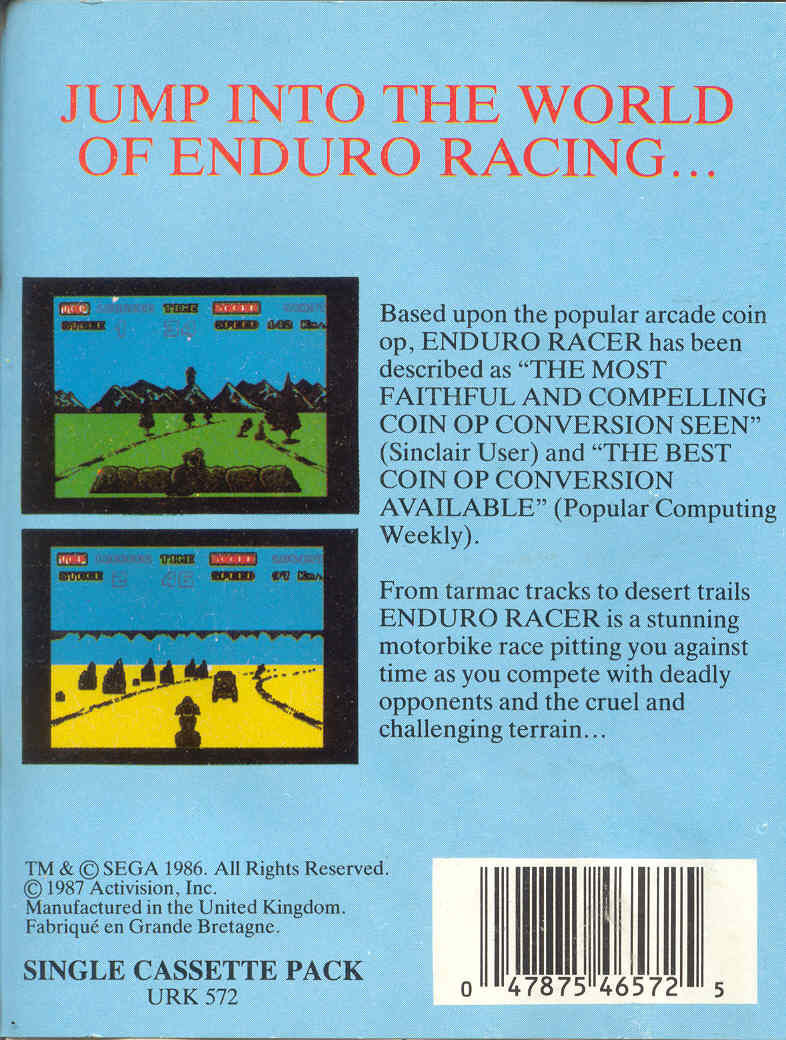 JUMP INTO THE WORLD
OF ENDURO RACING...
TIME
STAGE 1 34 SPEED 142 Km/h
Based upon the popular arcade coin
op, ENDURO RACER has been
described as “THE MOST
FAITHFUL AND COMPELLING
COIN OP CONVERSION SEEN”
(Sinclair User) and “THE BEST
COIN OP CONVERSION
AVAILABLE” (Popular Computing
Weekly).
TIME
STAGE SPEED
From tarmac tracks to desert trails
ENDURO RACER is a stunning
motorbike race pitting you against
time as you compete with deadly
opponents and the cruel and
challenging terrain...
TM & © SEGA 1986. All Rights Reserved.
© 1987 Activision, Inc.
Manufactured in the United Kingdom.
Fabriqué en Grande Bretagne.
SINGLE CASSETTE PACK
URK 572
0 47875 46572 5